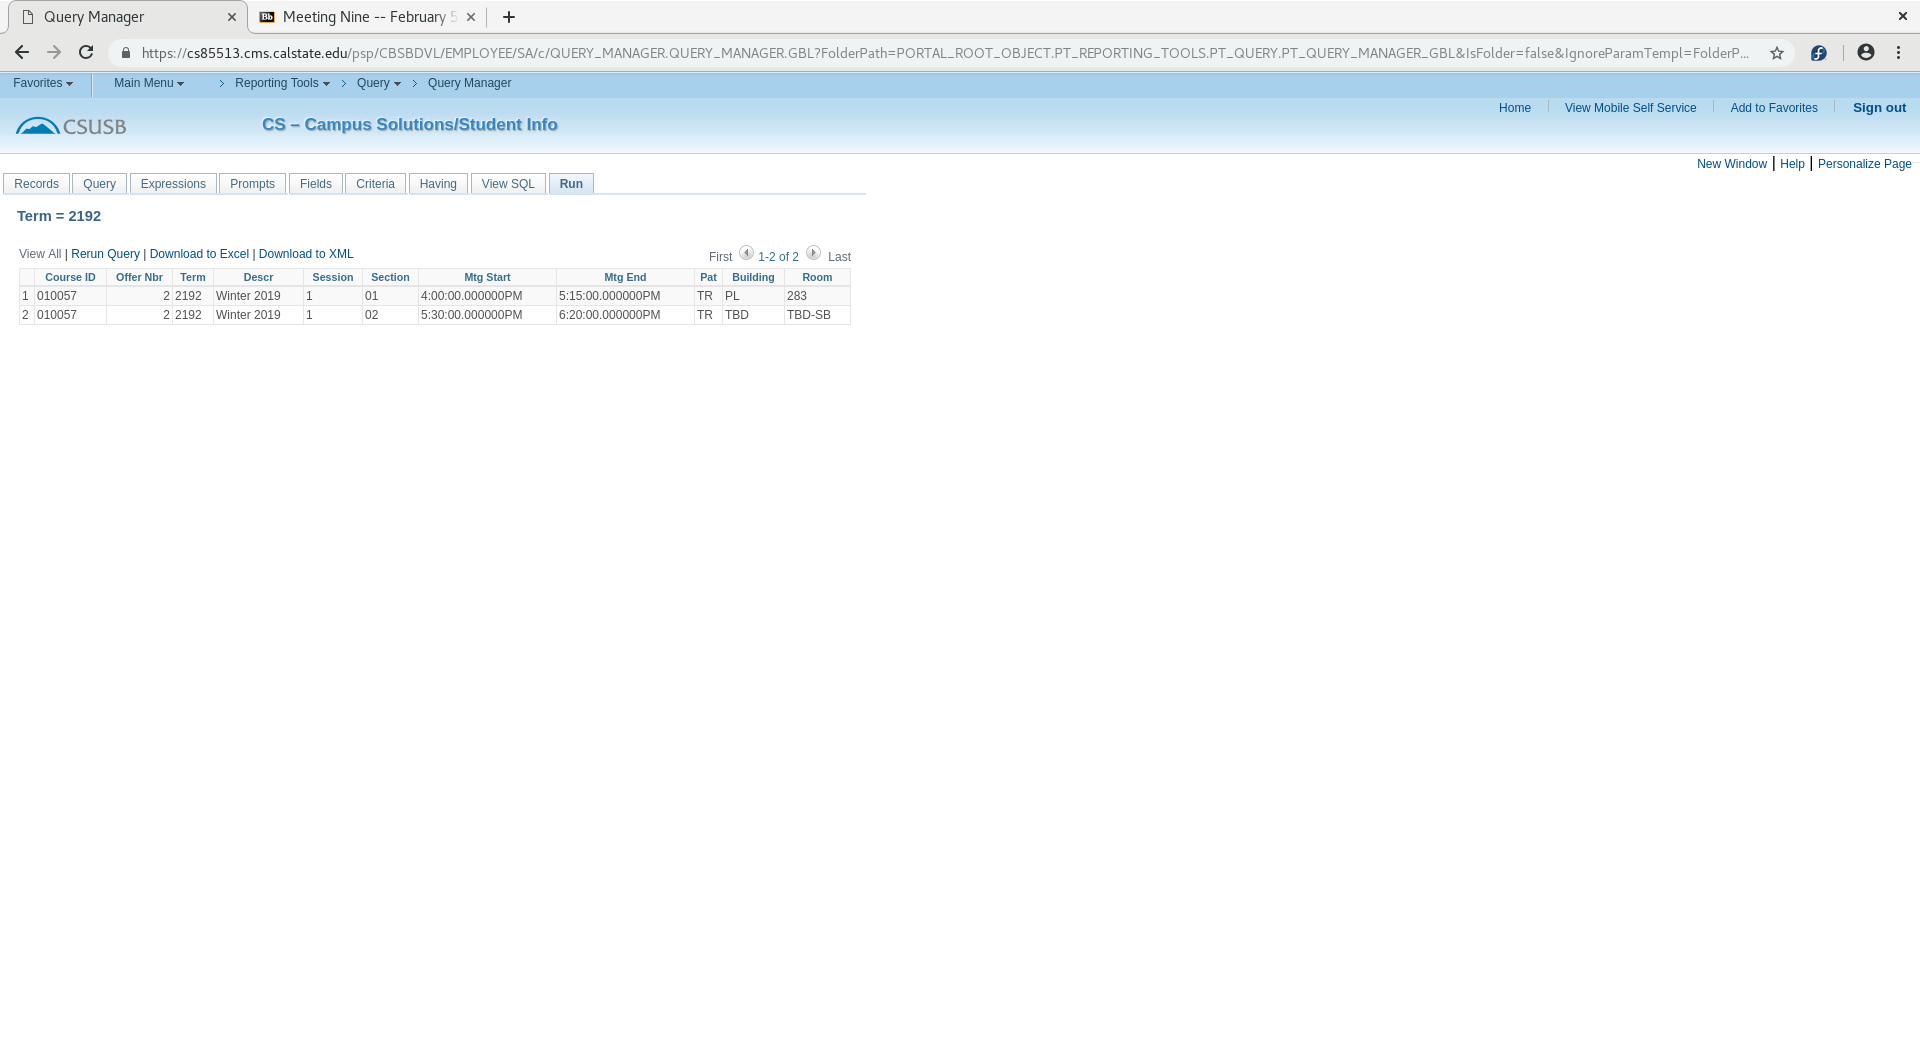 Query Manager
Meeting Nine -- February 5
https://cs85513.cms.calstate.edu/psp/CBSBDVL/EMPLOYEE/SA/c/QUERY_MANAGER.QUERY_MANAGER.GBL?FolderPath=PORTAL_ROOT_OBJECT.PT_REPORTING_TOOLS.PT_QUERY.PT_QUERY_MANAGER_GBL&IsFolder=false&IgnoreParamTempl=FolderP...
Favorites Main Menu Reporting Tools Query Query Manager
Home View Mobile Self Service Add to Favorites Sign out
CSUSB CS – Campus Solutions/Student Info
New Window | Help | Personalize Page
Records Query Expressions Prompts Fields Criteria Having View SQL Run
Term = 2192
View All | Rerun Query | Download to Excel | Download to XML First 1-2 of 2 Last
Course ID Offer Nbr Term Descr Session Section Mtg Start Mtg End Pat Building Room
1 010057 2 2192 Winter 2019 1 01 4:00:00.000000PM 5:15:00.000000PM TR PL 283
2 010057 2 2192 Winter 2019 1 02 5:30:00.000000PM 6:20:00.000000PM TR TBD TBD-SB